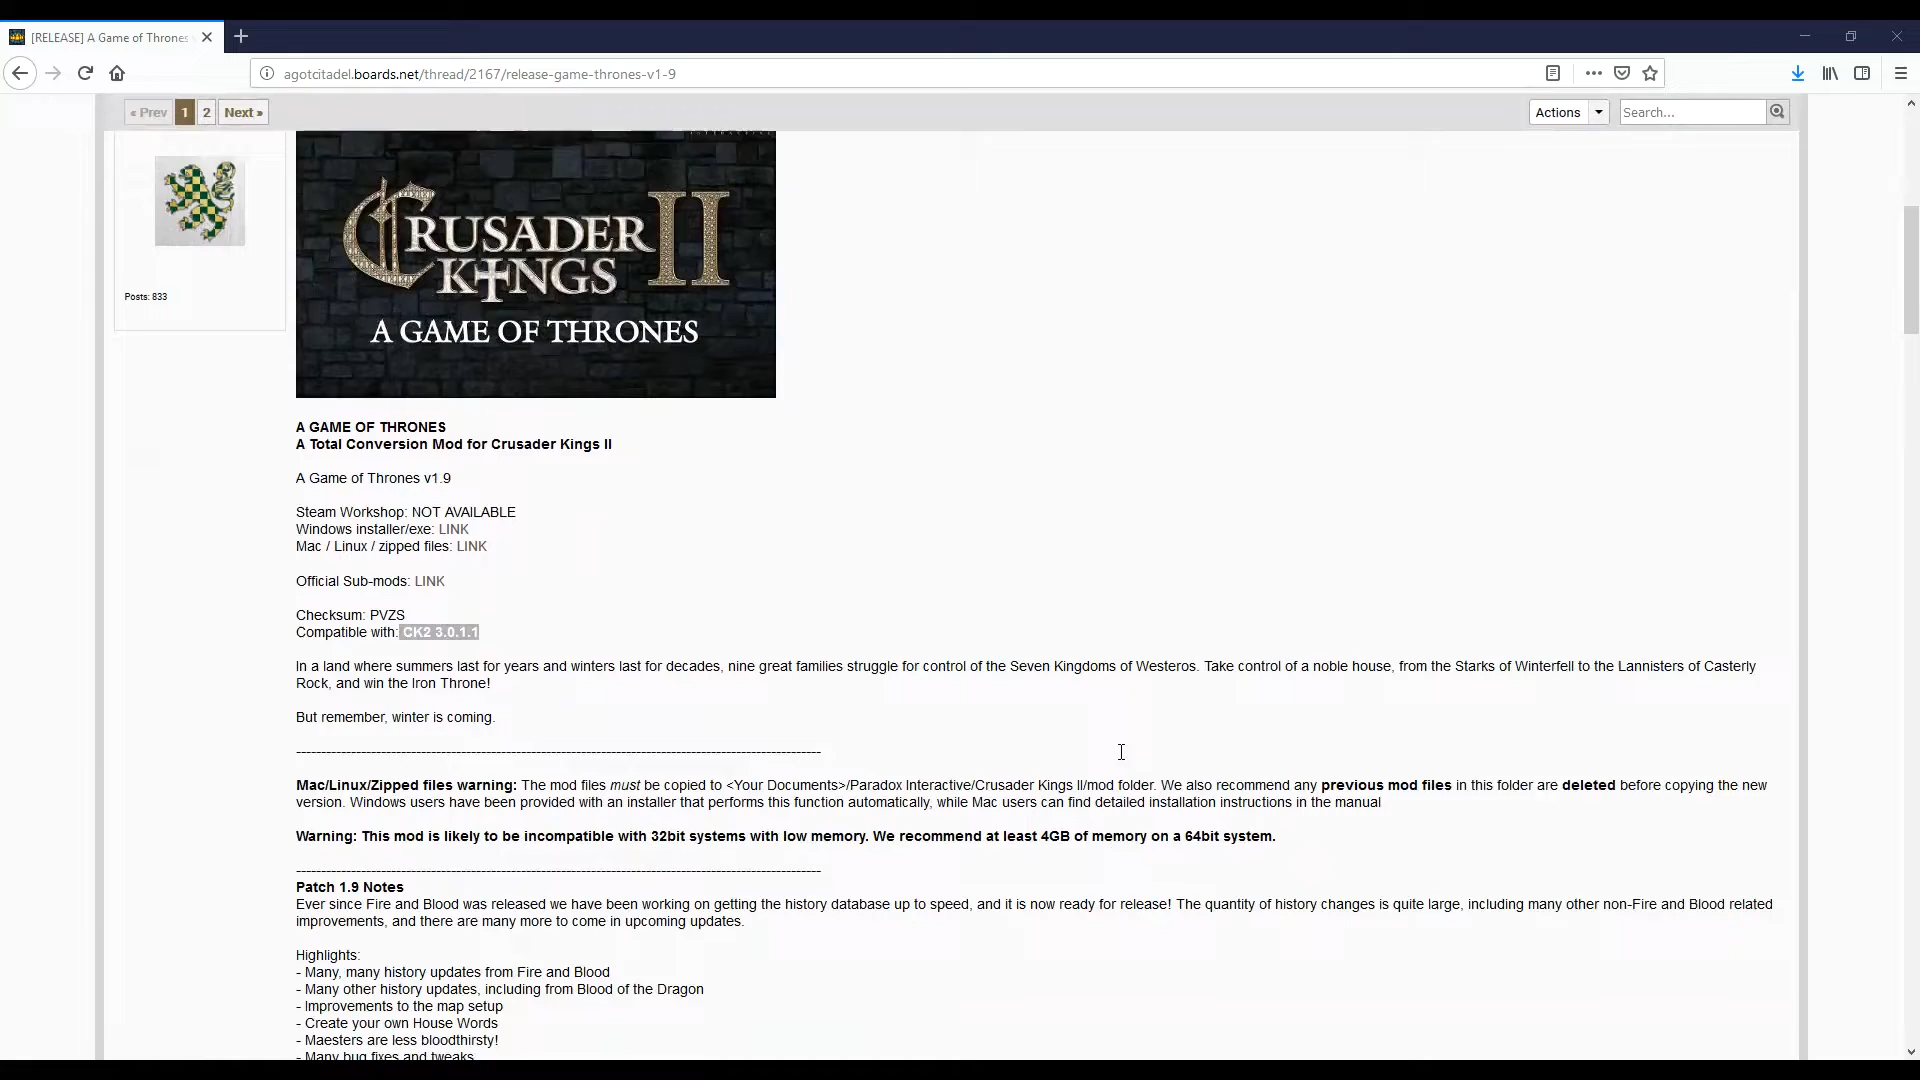 [RELEASE] A Game of Thrones
agotcitadel.boards.net/thread/2167/release-game-thrones-v1-9
« Prev 1 2 Next »
Actions
Search...
Posts: 833
CRUSADER
KINGS II
A GAME OF THRONES
A GAME OF THRONES
A Total Conversion Mod for Crusader Kings II
A Game of Thrones v1.9
Steam Workshop: NOT AVAILABLE
Windows installer/exe: LINK
Mac / Linux / zipped files: LINK
Official Sub-mods: LINK
Checksum: PVZS
Compatible with: CK2 3.0.1.1
In a land where summers last for years and winters last for decades, nine great families struggle for control of the Seven Kingdoms of Westeros. Take control of a noble house, from the Starks of Winterfell to the Lannisters of Casterly
Rock, and win the Iron Throne!
But remember, winter is coming.
---------------------------------------------------------------------------------------------------------
Mac/Linux/Zipped files warning: The mod files must be copied to <Your Documents>/Paradox Interactive/Crusader Kings II/mod folder. We also recommend any previous mod files in this folder are deleted before copying the new
version. Windows users have been provided with an installer that performs this function automatically, while Mac users can find detailed installation instructions in the manual
Warning: This mod is likely to be incompatible with 32bit systems with low memory. We recommend at least 4GB of memory on a 64bit system.
---------------------------------------------------------------------------------------------------------
Patch 1.9 Notes
Ever since Fire and Blood was released we have been working on getting the history database up to speed, and it is now ready for release! The quantity of history changes is quite large, including many other non-Fire and Blood related
improvements, and there are many more to come in upcoming updates.
Highlights:
- Many, many history updates from Fire and Blood
- Many other history updates, including from Blood of the Dragon
- Improvements to the map setup
- Create your own House Words
- Maesters are less bloodthirsty!
- Many bug fixes and tweaks